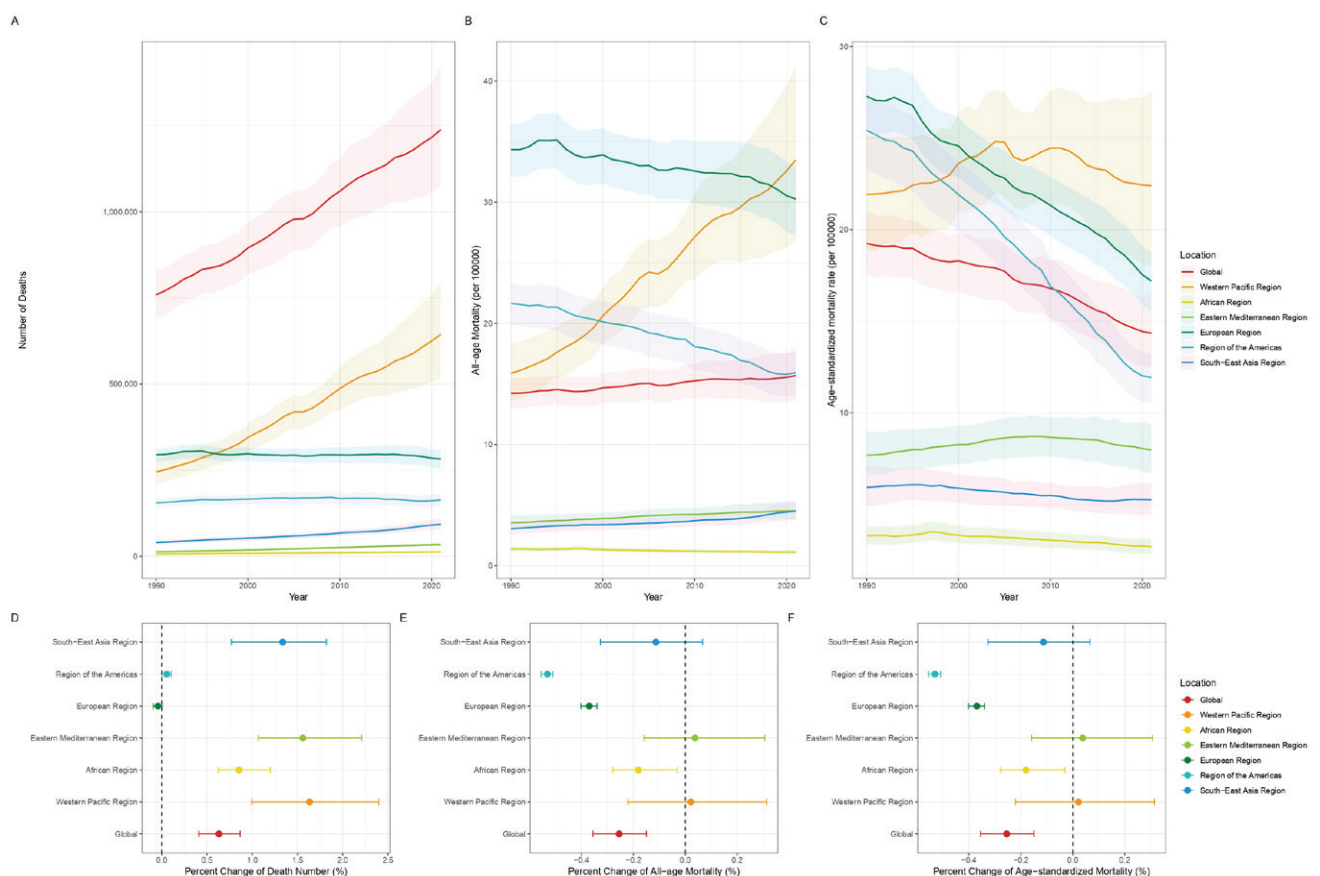 A
B
C
Number of Deaths
1,000,000
500,000
0
1990
2000
2010
2020
Year
All-age Mortality (per 100000)
40
30
20
10
0
1990
2000
2010
2020
Year
Age-standardized mortality rate (per 100000)
30
20
10
1990
2000
2010
2020
Year
Location
Global
Western Pacific Region
African Region
Eastern Mediterranean Region
European Region
Region of the Americas
South-East Asia Region
D
South-East Asia Region
Region of the Americas
European Region
Eastern Mediterranean Region
African Region
Western Pacific Region
Global
0.0
0.5
1.0
1.5
2.0
2.5
Percent Change of Death Number (%)
E
South-East Asia Region
Region of the Americas
European Region
Eastern Mediterranean Region
African Region
Western Pacific Region
Global
-0.4
-0.2
0.0
0.2
Percent Change of All-age Mortality (%)
F
South-East Asia Region
Region of the Americas
European Region
Eastern Mediterranean Region
African Region
Western Pacific Region
Global
-0.4
-0.2
0.0
0.2
Percent Change of Age-standardized Mortality (%)
Location
Global
Western Pacific Region
African Region
Eastern Mediterranean Region
European Region
Region of the Americas
South-East Asia Region